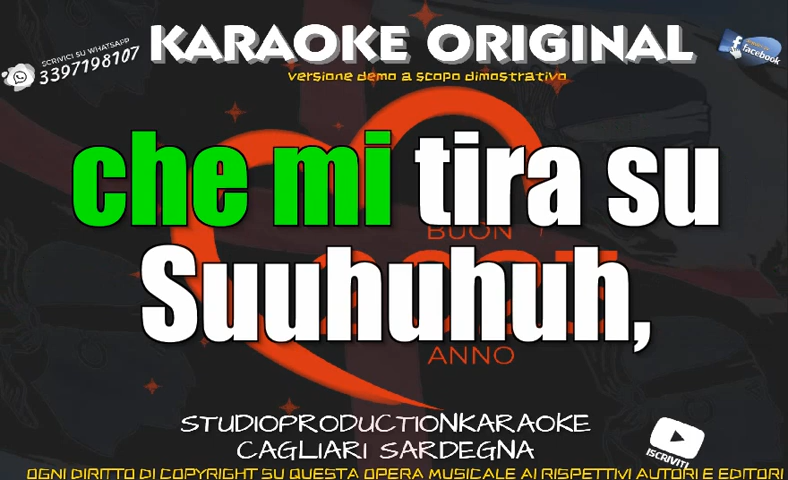 SCRIVICI SU WHATSAPP
3397198107
KARAOKE ORIGINAL
versione demo a scopo dimostrativo
facebook
che mi tira su
BUON
Suuhuhuh,
ANNO
STUDIOPRODUCTIONKARAOKE
CAGLIARI SARDEGNA
ISCRIVITI
OGNI DIRITTO DI COPYRIGHT SU QUESTA OPERA MUSICALE AI RISPETTIVI AUTORI E EDITORI